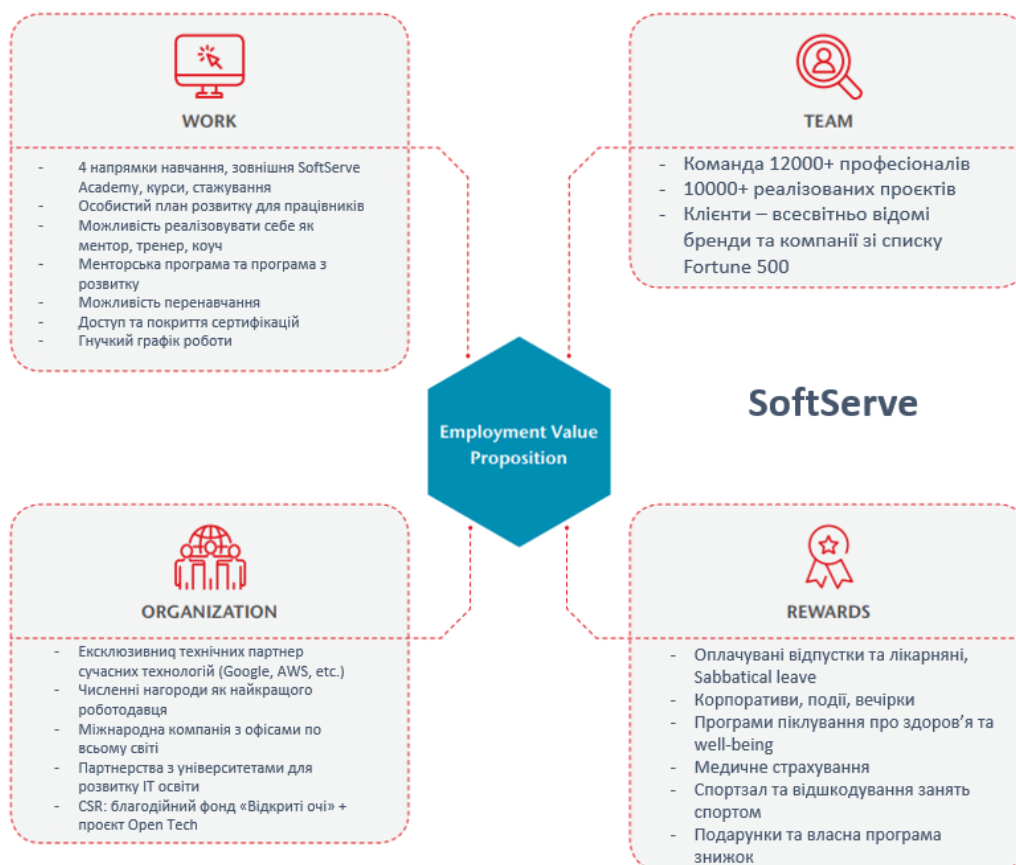 WORK
- 4 напрямки навчання, зовнішня SoftServe
Academy, курси, стажування
- Особистий план розвитку для працівників
- Можливість реалізовувати себе як
ментор, тренер, коуч
- Менторська програма та програма з
розвитку
- Можливість перенавчання
- Доступ та покриття сертифікацій
- Гнучкий графік роботи
TEAM
- Команда 12000+ професіоналів
- 10000+ реалізованих проєктів
- Клієнти – всесвітньо відомі
бренди та компанії зі списку
Fortune 500
Employment Value
Proposition
SoftServe
ORGANIZATION
- Ексклюзивниq технічних партнер
сучасних технологій (Google, AWS, etc.)
- Численні нагороди як найкращого
роботодавця
- Міжнародна компанія з офісами по
всьому світі
- Партнерства з університетами для
розвитку ІТ освіти
- CSR: благодійний фонд «Відкриті очі» +
проєкт Open Tech
REWARDS
- Оплачувані відпустки та лікарняні,
Sabbatical leave
- Корпоративи, події, вечірки
- Програми піклування про здоров’я та
well-being
- Медичне страхування
- Спортзал та відшкодування занять
спортом
- Подарунки та власна програма
знижок